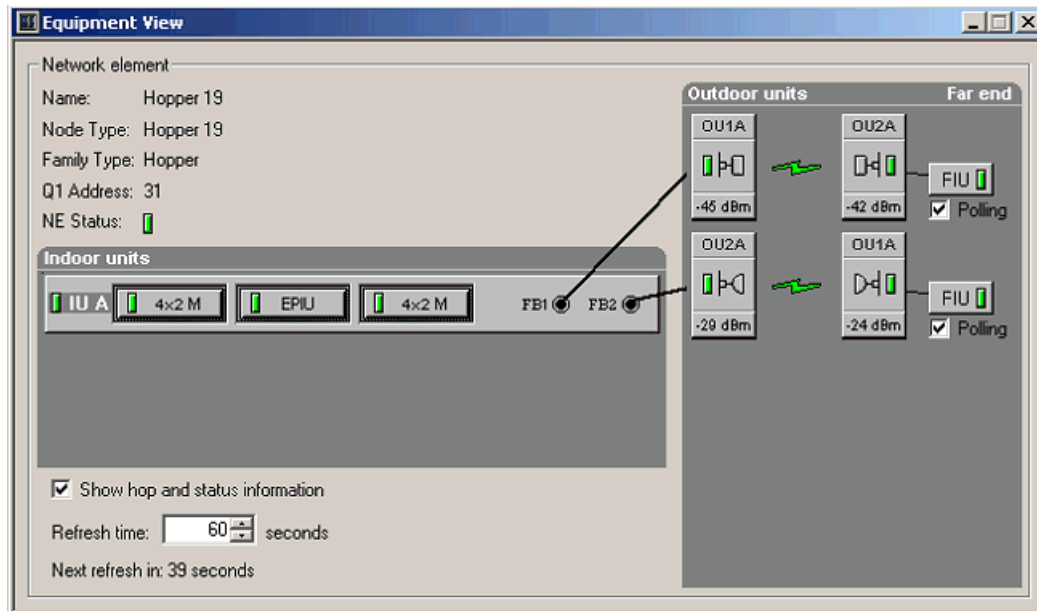 Equipment View
Network element
Name: Hopper 19
Node Type: Hopper 19
Family Type: Hopper
Q1 Address: 31
NE Status:
Indoor units
IU A 4x2 M EPIU 4x2 M FB1 FB2
Show hop and status information
Refresh time: 60 seconds
Next refresh in: 39 seconds
Outdoor units Far end
OU1A OU2A
FIU
-45 dBm -42 dBm Polling
OU2A OU1A
FIU
-29 dBm -24 dBm Polling